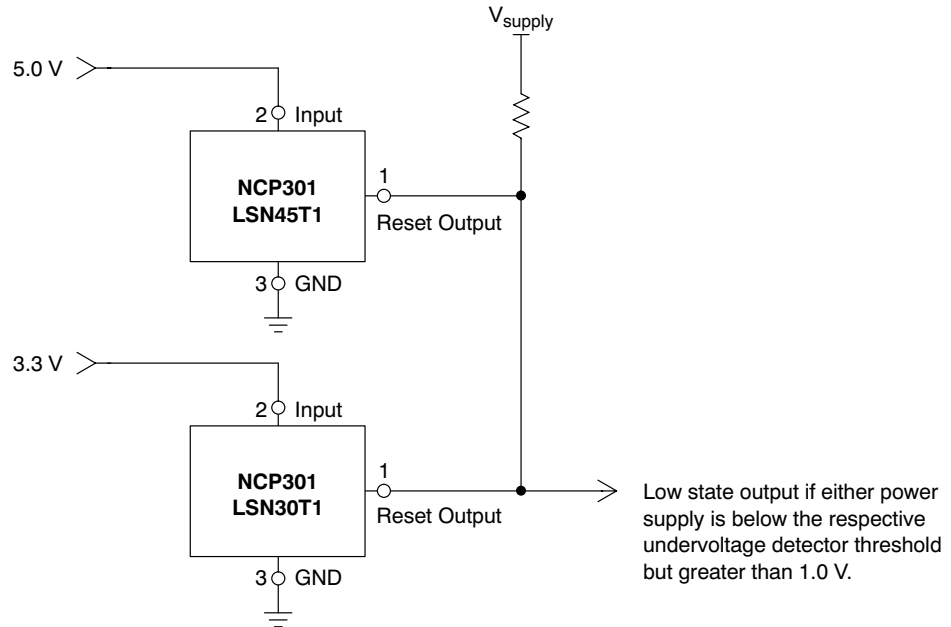 Vsupply
5.0 V
2 Input
NCP301
LSN45T1
1
Reset Output
3 GND
3.3 V
2 Input
NCP301
LSN30T1
1
Reset Output
3 GND
Low state output if either power
supply is below the respective
undervoltage detector threshold
but greater than 1.0 V.